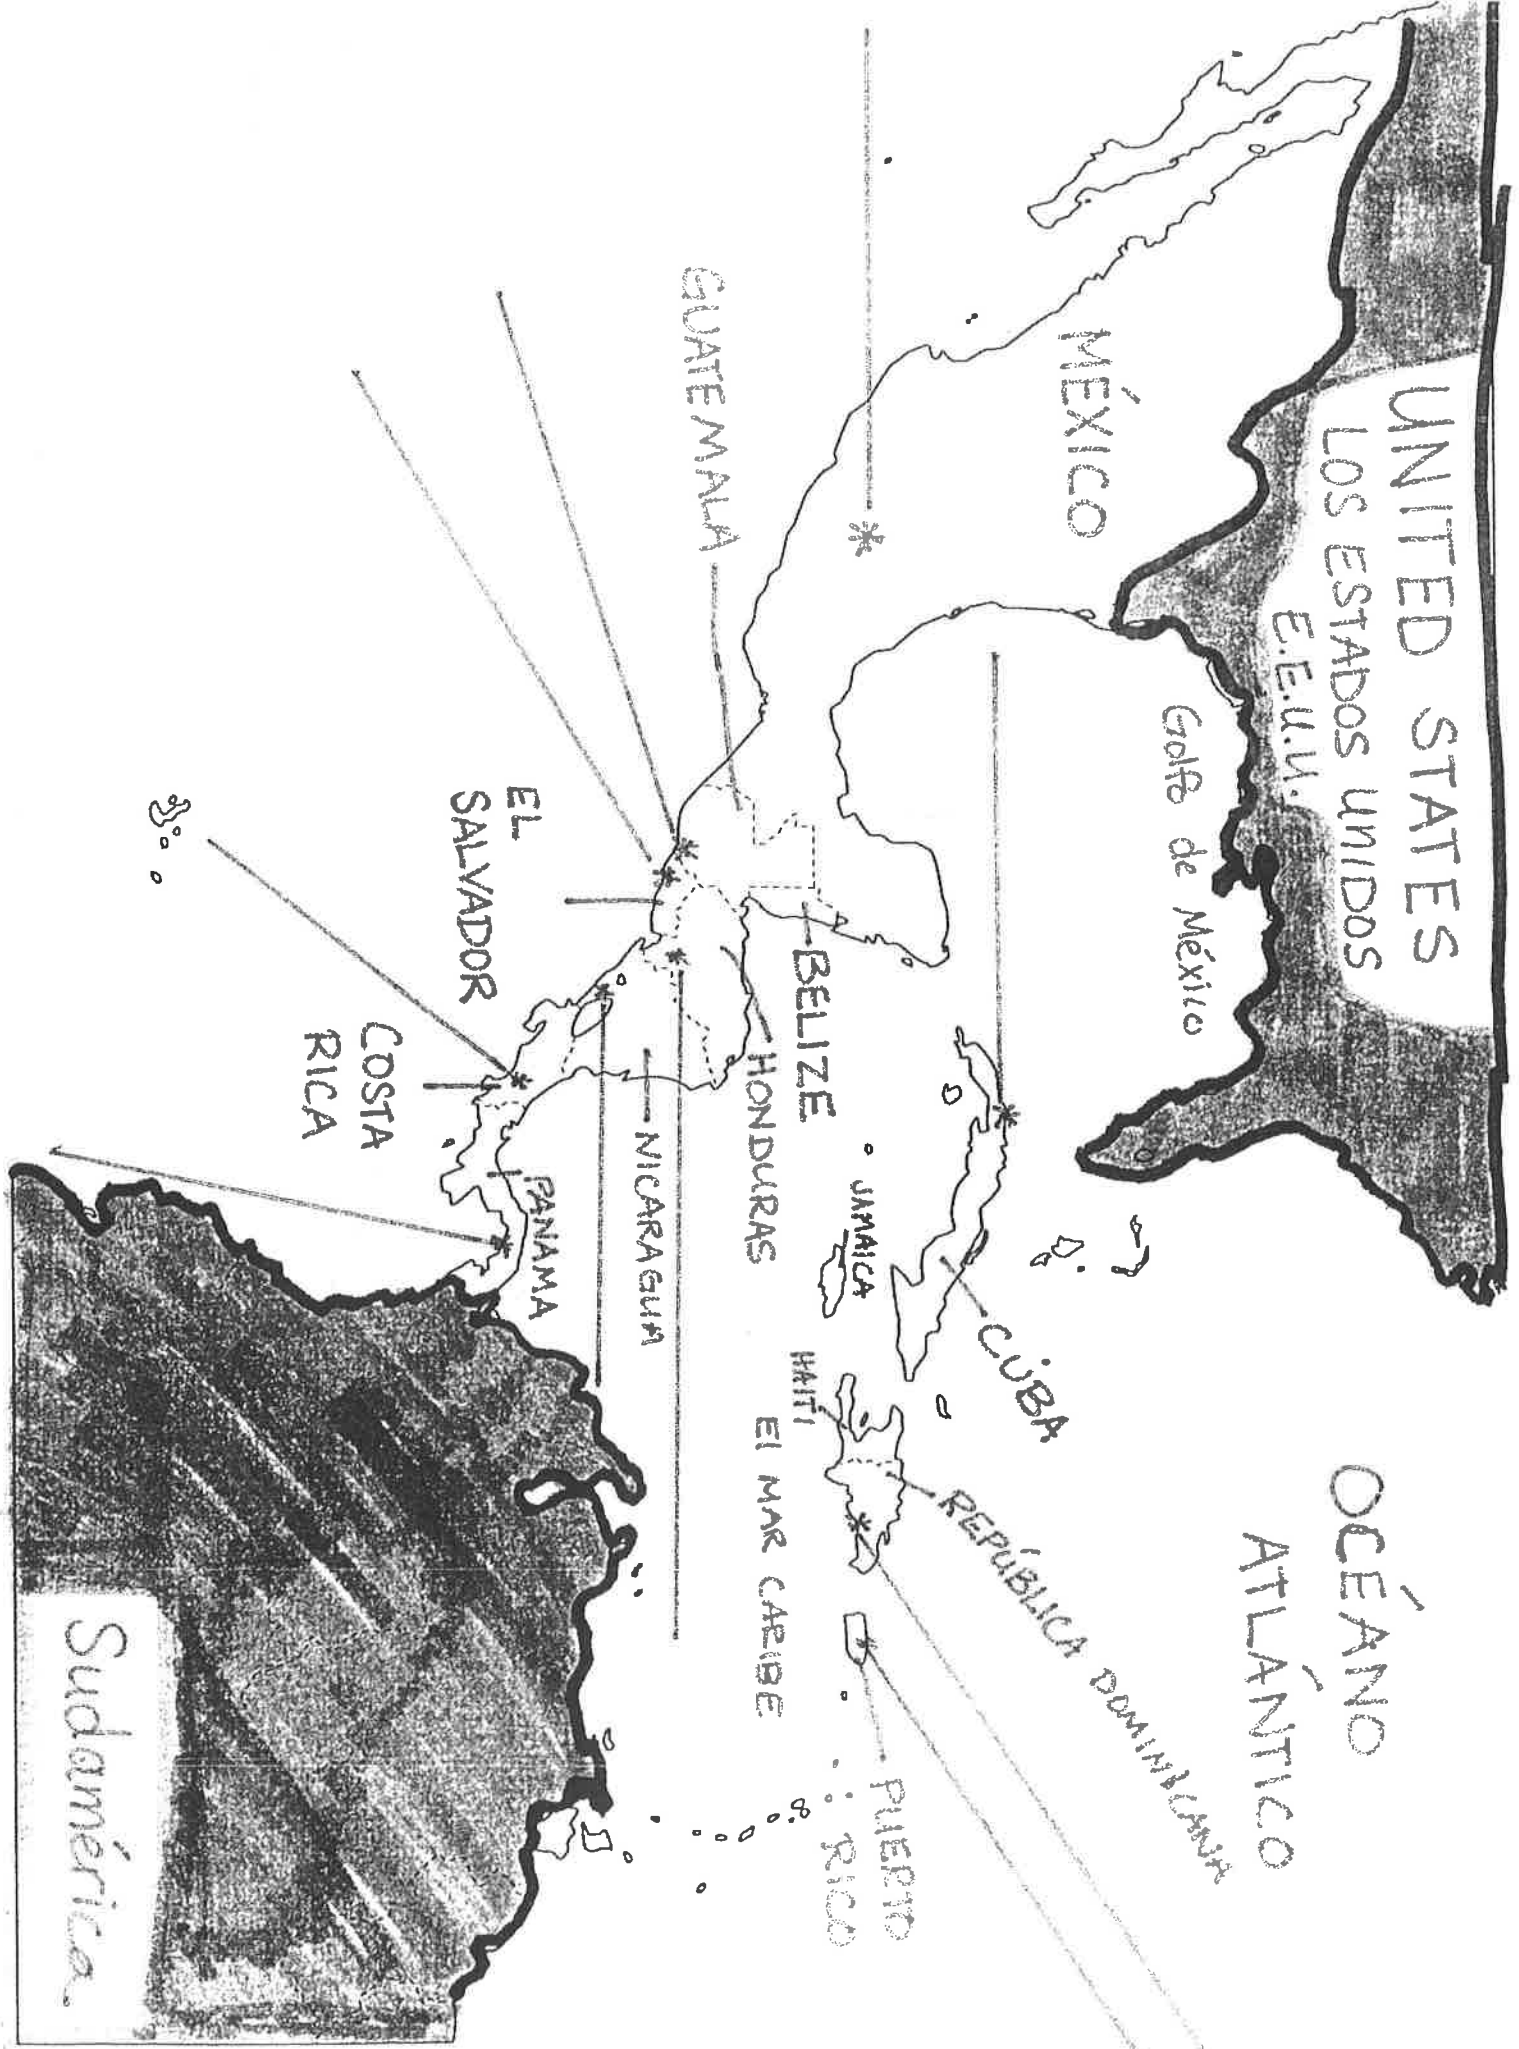 UNITED STATES
LOS ESTADOS UNIDOS
E.E.U.U.
MÉXICO
Golfo de México
OCÉANO
ATLÁNTICO
CUBA
REPÚBLICA DOMINICANA
JAMAICA
HAITI
PUERTO
RICO
El MAR CARIBE
GUATEMALA
BELIZE
HONDURAS
EL
SALVADOR
NICARAGUA
COSTA
RICA
PANAMA
Sudamérica